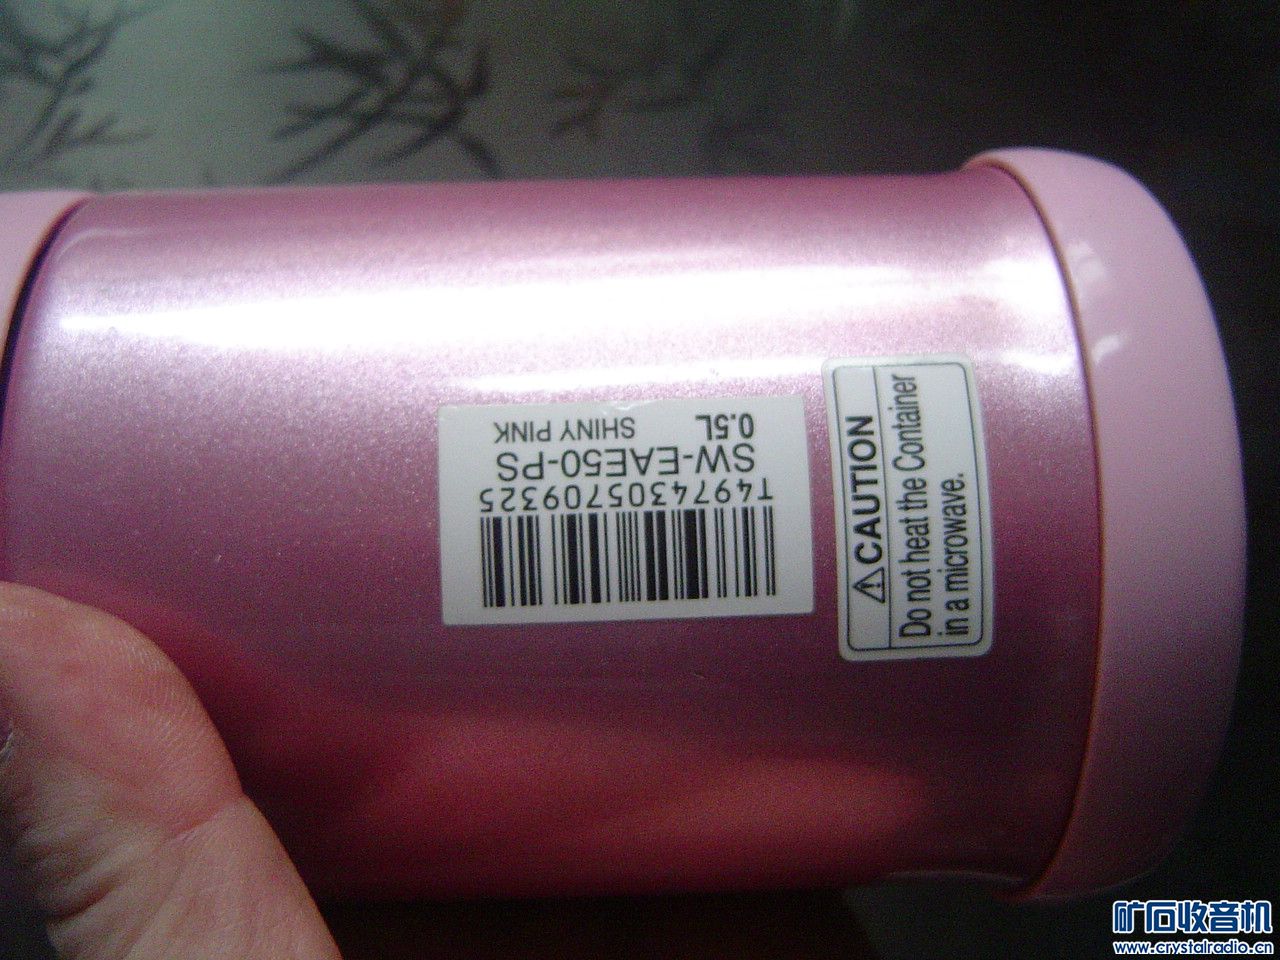 0.5L
SHINY PINK
SW-EAE50-PS
T4974305709325
⚠CAUTION
Do not heat the Container
in a microwave.
矿石收音机
www.crystalradio.cn